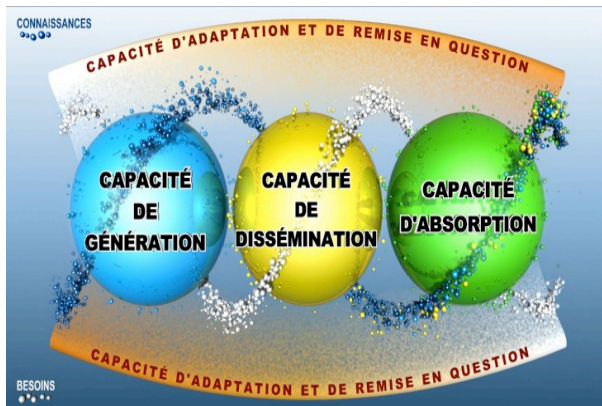 CONNAISSANCES
CAPACITÉ D'ADAPTATION ET DE REMISE EN QUESTION
CAPACITÉ
DE
GÉNÉRATION
CAPACITÉ
DE
DISSÉMINATION
CAPACITÉ
D'ABSORPTION
CAPACITÉ D'ADAPTATION ET DE REMISE EN QUESTION
BESOINS